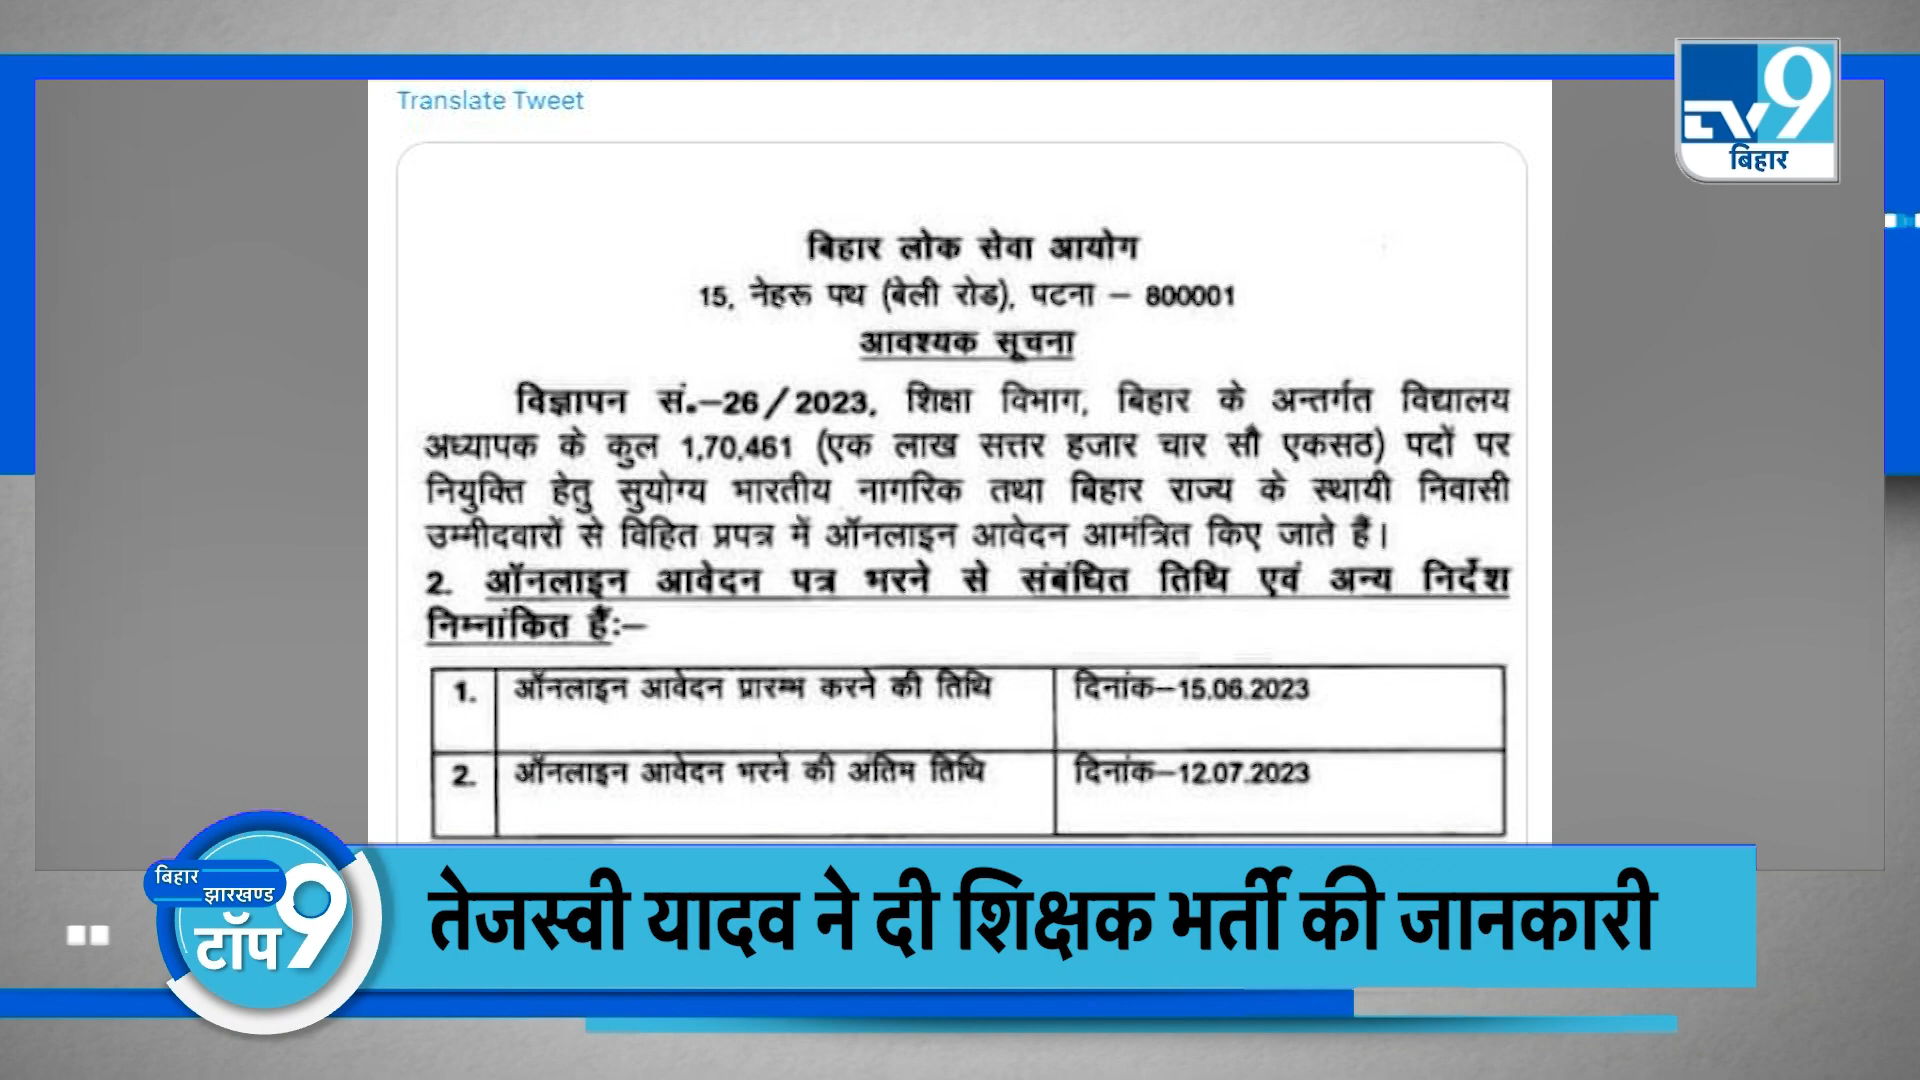 Translate Tweet
TV9
बिहार
बिहार लोक सेवा आयोग
15, नेहरू पथ (बेली रोड), पटना – 800001
आवश्यक सूचना
विज्ञापन सं.–26/2023, शिक्षा विभाग, बिहार के अन्तर्गत विद्यालय
अध्यापक के कुल 1,70,461 (एक लाख सत्तर हजार चार सौ एकसठ) पदों पर
नियुक्ति हेतु सुयोग्य भारतीय नागरिक तथा बिहार राज्य के स्थायी निवासी
उम्मीदवारों से विहित प्रपत्र में ऑनलाइन आवेदन आमंत्रित किए जाते हैं।
2. ऑनलाइन आवेदन पत्र भरने से संबंधित तिथि एवं अन्य निर्देश
निम्नांकित हैं:–
1. ऑनलाइन आवेदन प्रारम्भ करने की तिथि दिनांक–15.06.2023
2. ऑनलाइन आवेदन भरने की अंतिम तिथि दिनांक–12.07.2023
बिहार
झारखण्ड
टॉप 9
तेजस्वी यादव ने दी शिक्षक भर्ती की जानकारी